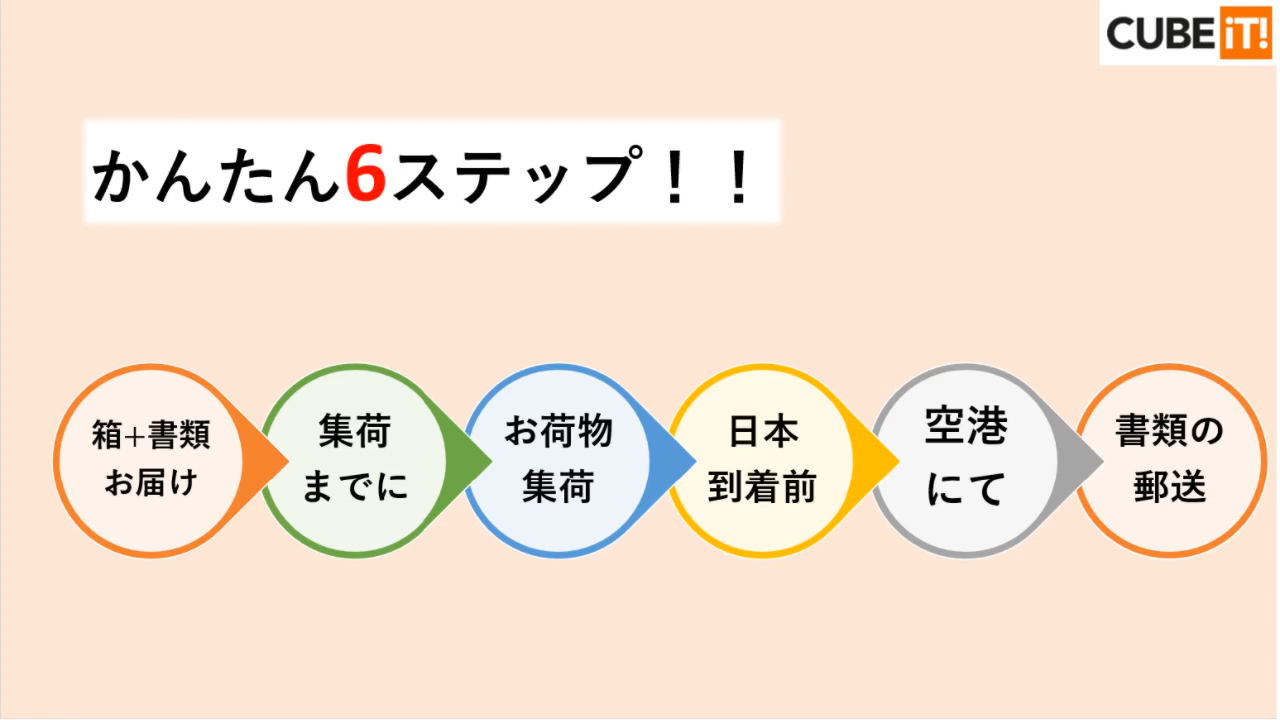 CUBE iT!
かんたん6ステップ！！
箱+書類
お届け
集荷
までに
お荷物
集荷
日本
到着前
空港
にて
書類の
郵送